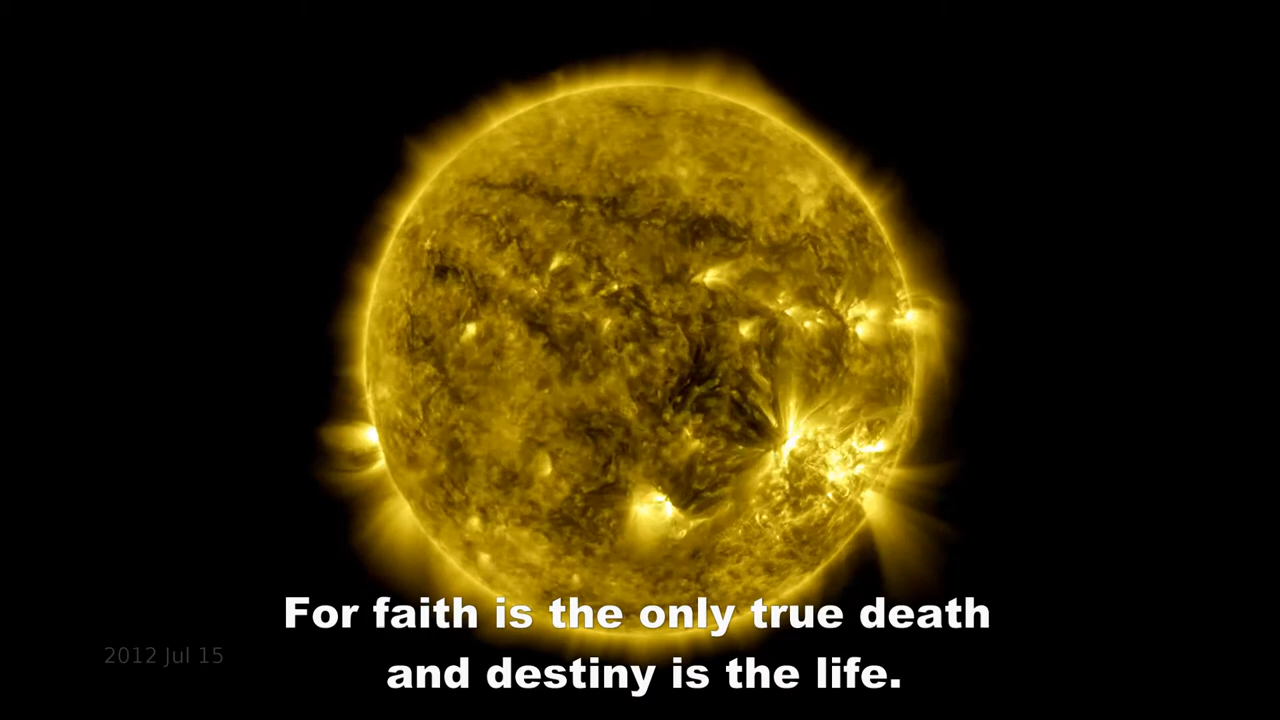 For faith is the only true death
2012 Jul 15
and destiny is the life.